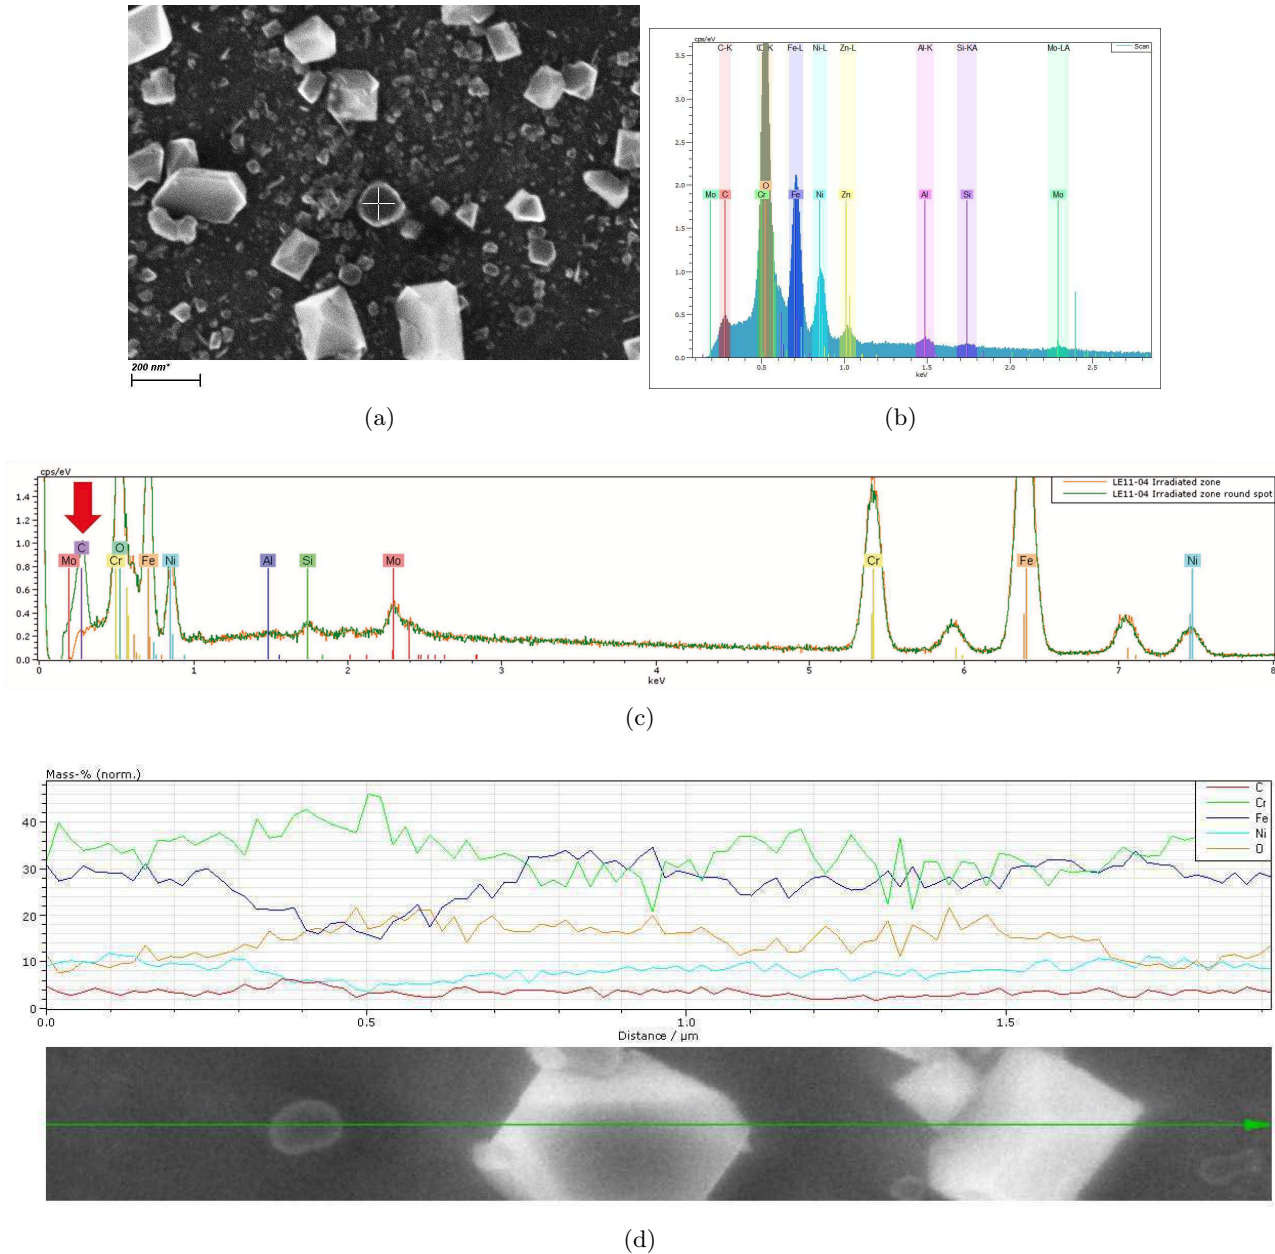 200 nm*
(a)
cps/eV
C-K O-K Fe-L Ni-L Zn-L Al-K Si-KA Mo-LA
Scan
3.5
3.0
2.5
2.0
1.5
1.0
0.5
0.0
Mo C Cr O Fe Ni Zn Al Si Mo
0.5 1.0 1.5 2.0 2.5
keV
(b)
cps/eV
LE11-04 Irradiated zone
LE11-04 Irradiated zone round spot
1.4
1.2
1.0
0.8
0.6
0.4
0.2
0.0
C O
Mo Cr Fe Ni Al Si Mo Cr Fe Ni
0 1 2 3 4 5 6 7 8
keV
(c)
Mass-% (norm.)
C
Cr
Fe
Ni
O
40
30
20
10
0
0.0 0.5 1.0 1.5
Distance / µm
(d)